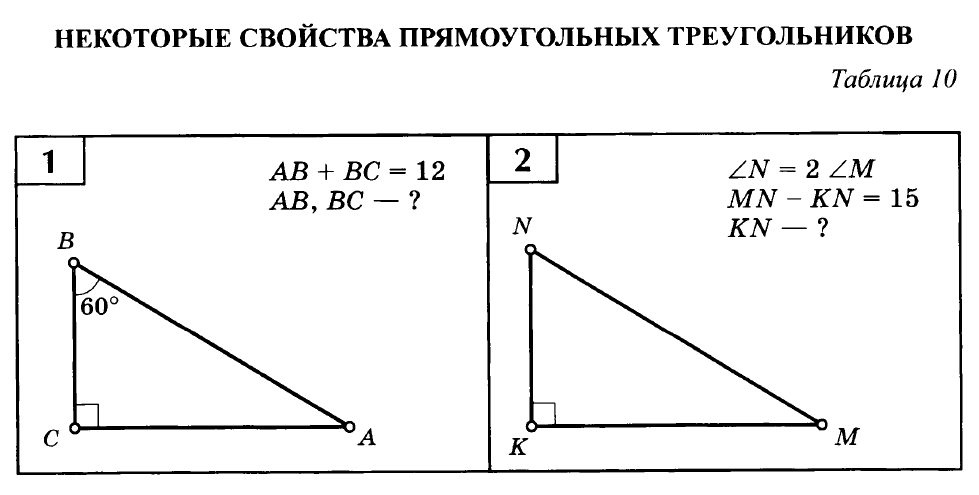 НЕКОТОРЫЕ СВОЙСТВА ПРЯМОУГОЛЬНЫХ ТРЕУГОЛЬНИКОВ
Таблица 10
1
AB + BC = 12
AB, BC — ?
B
60°
C
A
2
∠N = 2 ∠M
MN – KN = 15
KN — ?
N
K
M